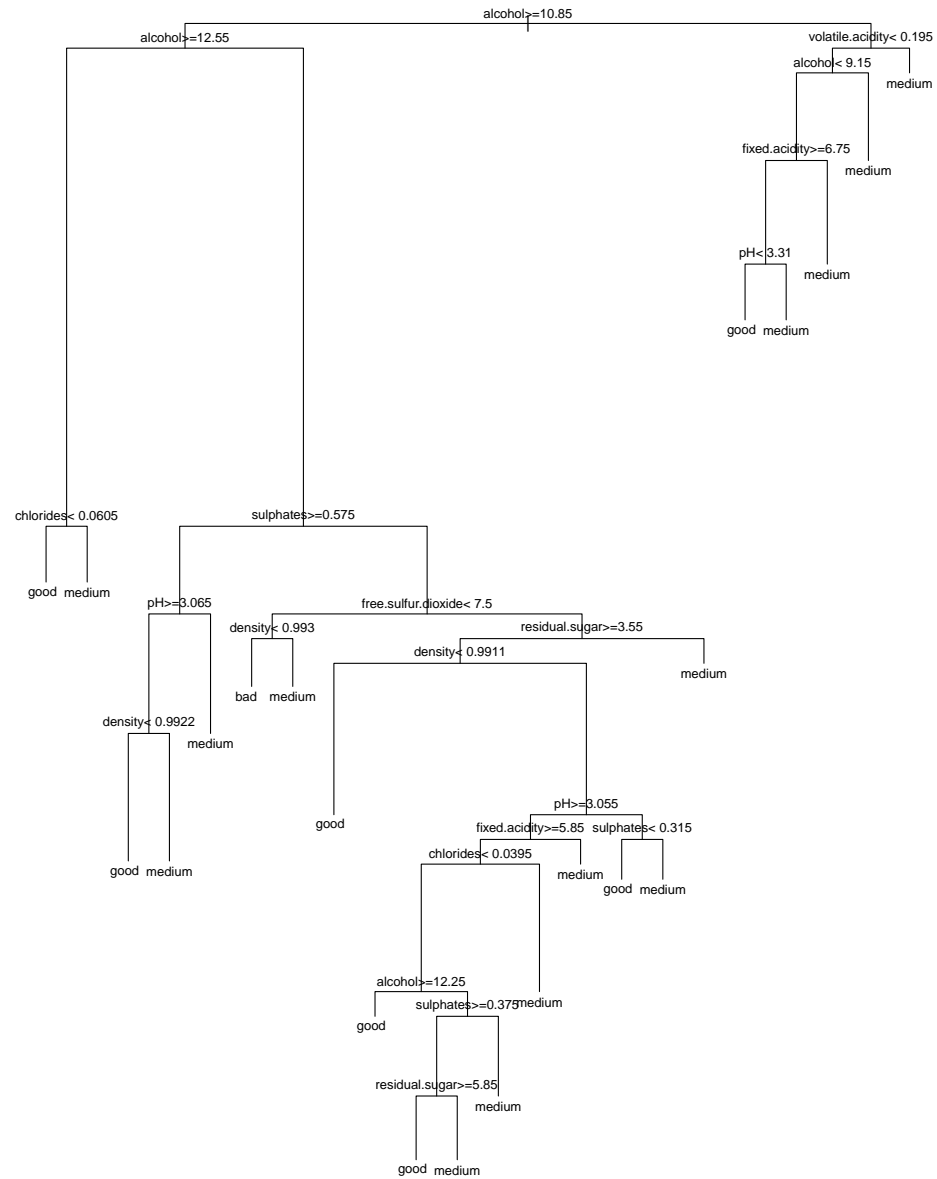 alcohol>=10.85
alcohol>=12.55
volatile.acidity< 0.195
alcohol< 9.15
medium
fixed.acidity>=6.75
medium
pH< 3.31
medium
good
medium
chlorides< 0.0605
sulphates>=0.575
good
medium
pH>=3.065
free.sulfur.dioxide< 7.5
density< 0.993
residual.sugar>=3.55
density< 0.9911
medium
bad
medium
density< 0.9922
medium
pH>=3.055
good
fixed.acidity>=5.85
sulphates< 0.315
chlorides< 0.0395
good
medium
medium
good
medium
alcohol>=12.25
sulphates>=0.375
medium
good
residual.sugar>=5.85
medium
good
medium